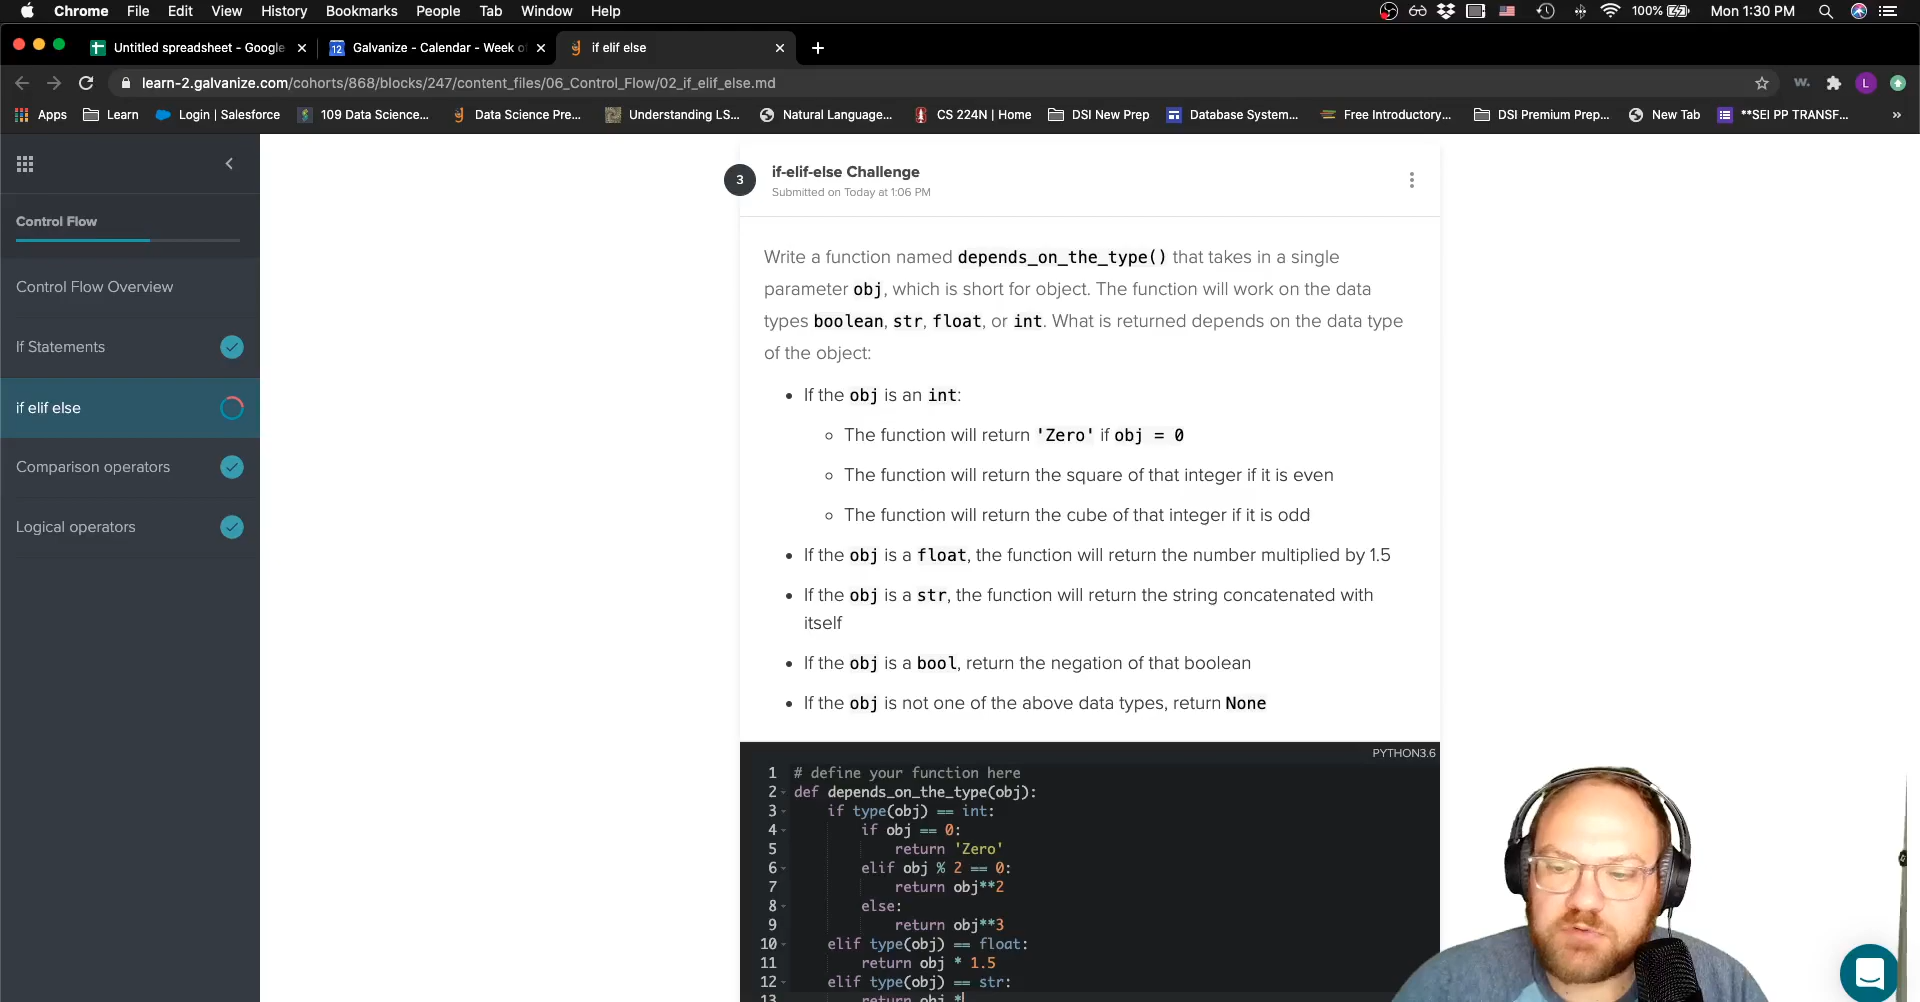 Chrome File Edit View History Bookmarks People Tab Window Help 100% Mon 1:30 PM
Untitled spreadsheet - Google
12 Galvanize - Calendar - Week of
if elif else
learn-2.galvanize.com/cohorts/868/blocks/247/content_files/06_Control_Flow/02_if_elif_else.md
w. L
Apps Learn Login | Salesforce 109 Data Science... Data Science Pre... Understanding LS... Natural Language... CS 224N | Home DSI New Prep Database System... Free Introductory... DSI Premium Prep... New Tab **SEI PP TRANSF... »
Control Flow
Control Flow Overview
If Statements
if elif else
Comparison operators
Logical operators
3
if-elif-else Challenge
Submitted on Today at 1:06 PM
Write a function named depends_on_the_type() that takes in a single
parameter obj, which is short for object. The function will work on the data
types boolean, str, float, or int. What is returned depends on the data type
of the object:
• If the obj is an int:
◦ The function will return 'Zero' if obj = 0
◦ The function will return the square of that integer if it is even
◦ The function will return the cube of that integer if it is odd
• If the obj is a float, the function will return the number multiplied by 1.5
• If the obj is a str, the function will return the string concatenated with
itself
• If the obj is a bool, return the negation of that boolean
• If the obj is not one of the above data types, return None
PYTHON3.6
1 # define your function here
2 def depends_on_the_type(obj):
3 if type(obj) == int:
4 if obj == 0:
5 return 'Zero'
6 elif obj % 2 == 0:
7 return obj**2
8 else:
9 return obj**3
10 elif type(obj) == float:
11 return obj * 1.5
12 elif type(obj) == str:
13 return obj *